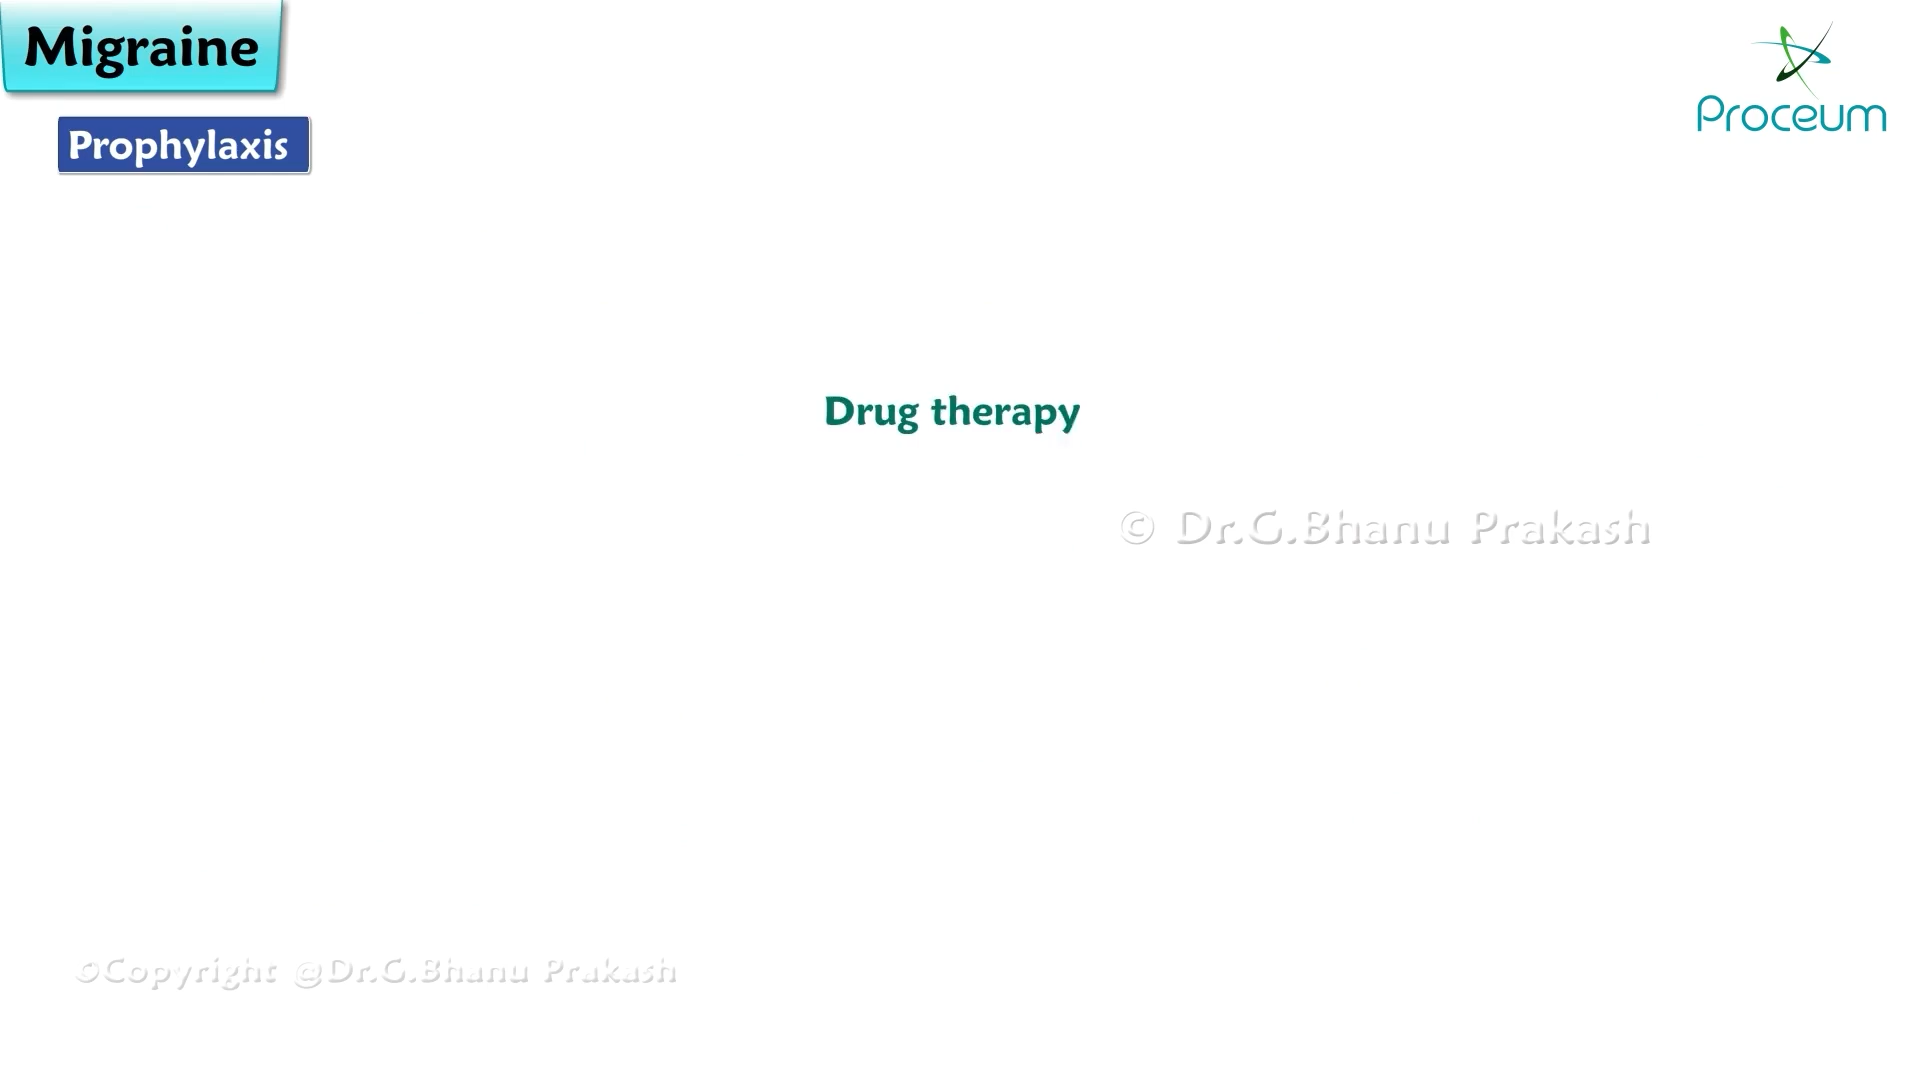 Migraine
Proceum
Prophylaxis
Drug therapy
© Dr.G.Bhanu Prakash
©Copyright @Dr.G.Bhanu Prakash